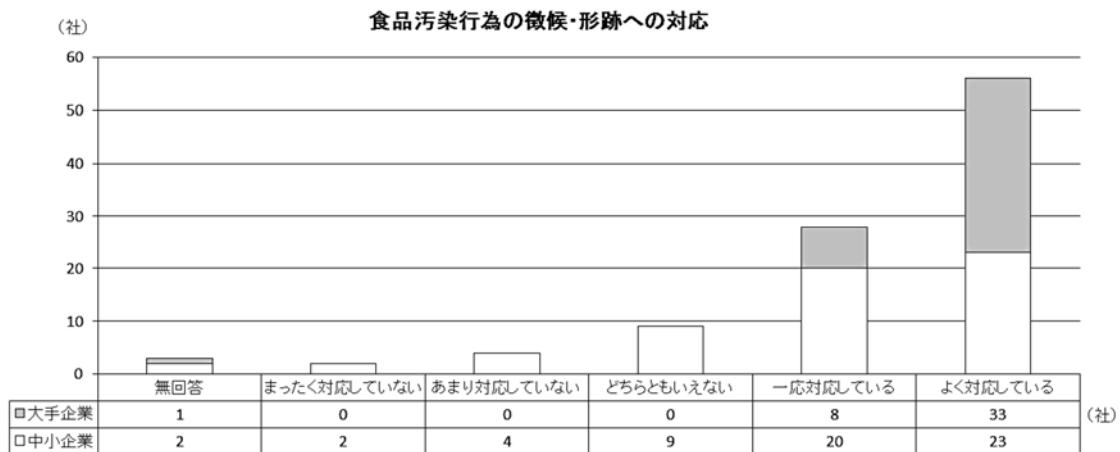 食品汚染行為の徴候・形跡への対応
（社）
60
50
40
30
20
10
0
無回答 まったく対応していない あまり対応していない どちらともいえない 一応対応している よく対応している
大手企業 1 0 0 0 8 33 （社）
中小企業 2 2 4 9 20 23